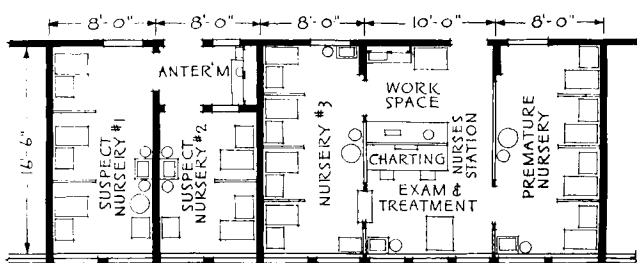 8'-0" 8'-0" 8'-0" 10'-0" 8'-0"
16'-6"
ANTER'M
WORK
SPACE
SUSPECT
NURSERY #1
SUSPECT
NURSERY #2
NURSERY #3
CHARTING
NURSES
STATION
EXAM &
TREATMENT
PREMATURE
NURSERY